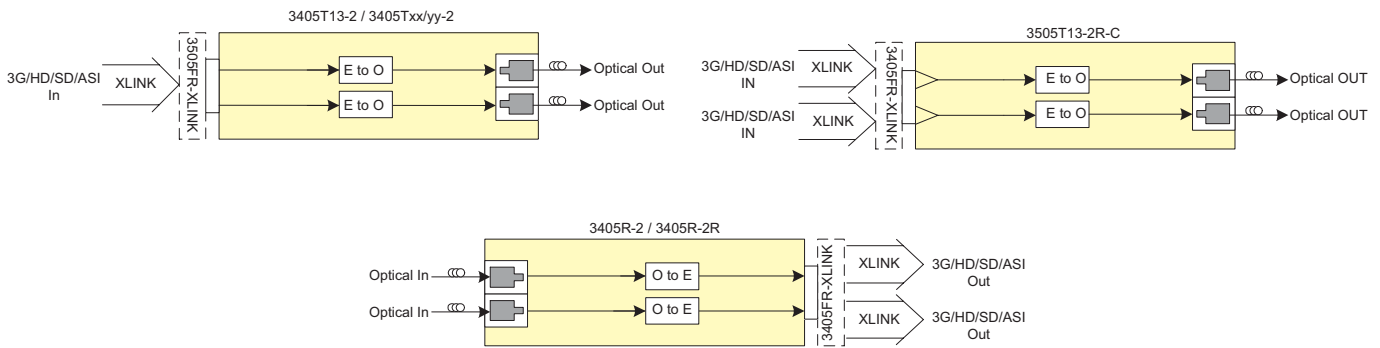 3405T13-2 / 3405Txx/yy-2
3G/HD/SD/ASI
In
XLINK
3505FR-XLINK
E to O
E to O
Optical Out
Optical Out
3505T13-2R-C
3G/HD/SD/ASI
IN
XLINK
3G/HD/SD/ASI
IN
XLINK
3405FR-XLINK
E to O
E to O
Optical OUT
Optical OUT
3405R-2 / 3405R-2R
Optical In
Optical In
O to E
O to E
3405FR-XLINK
XLINK
3G/HD/SD/ASI
Out
XLINK
3G/HD/SD/ASI
Out